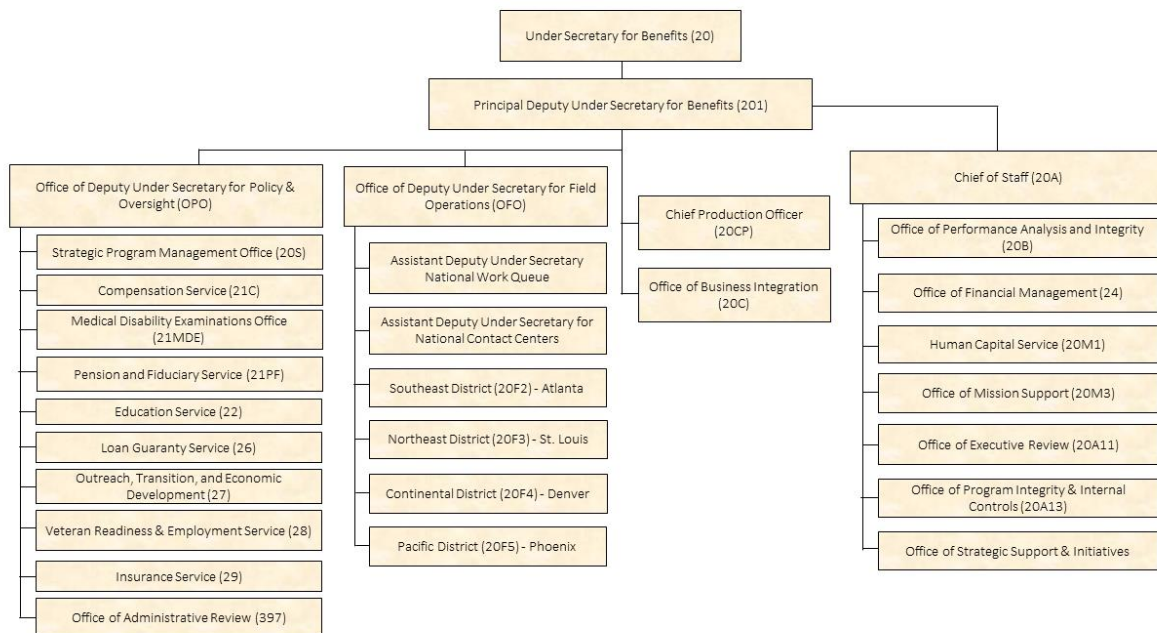 Under Secretary for Benefits (20)
Principal Deputy Under Secretary for Benefits (201)
Office of Deputy Under Secretary for Policy &
Oversight (OPO)
Strategic Program Management Office (20S)
Compensation Service (21C)
Medical Disability Examinations Office
(21MDE)
Pension and Fiduciary Service (21PF)
Education Service (22)
Loan Guaranty Service (26)
Outreach, Transition, and Economic
Development (27)
Veteran Readiness & Employment Service (28)
Insurance Service (29)
Office of Administrative Review (397)
Office of Deputy Under Secretary for Field
Operations (OFO)
Assistant Deputy Under Secretary
National Work Queue
Assistant Deputy Under Secretary for
National Contact Centers
Southeast District (20F2) - Atlanta
Northeast District (20F3) - St. Louis
Continental District (20F4) - Denver
Pacific District (20F5) - Phoenix
Chief Production Officer
(20CP)
Office of Business Integration
(20C)
Chief of Staff (20A)
Office of Performance Analysis and Integrity
(20B)
Office of Financial Management (24)
Human Capital Service (20M1)
Office of Mission Support (20M3)
Office of Executive Review (20A11)
Office of Program Integrity & Internal
Controls (20A13)
Office of Strategic Support & Initiatives